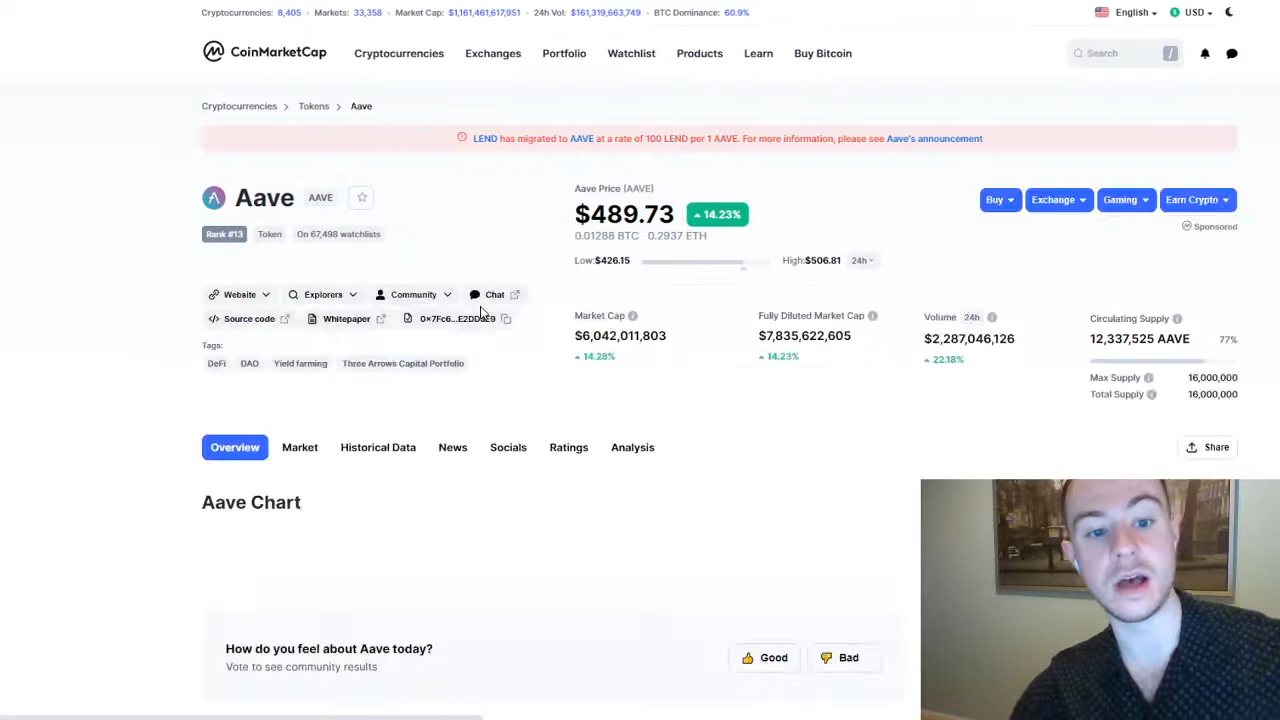 Cryptocurrencies: 8,405 Markets: 33,358 Market Cap: $1,161,461,617,951 24h Vol: $161,319,663,749 BTC Dominance: 60.9% English USD
CoinMarketCap Cryptocurrencies Exchanges Portfolio Watchlist Products Learn Buy Bitcoin Search /
Cryptocurrencies > Tokens > Aave
LEND has migrated to AAVE at a rate of 100 LEND per 1 AAVE. For more information, please see Aave's announcement
Aave AAVE
Rank #13 Token On 67,498 watchlists
Website Explorers Community Chat
Source code Whitepaper
Tags:
DeFi DAO Yield farming Three Arrows Capital Portfolio
Aave Price (AAVE)
$489.73 14.23%
0.01288 BTC 0.2937 ETH
Low: $426.15 High: $506.81 24h
Buy Exchange Gaming Earn Crypto
Sponsored
Market Cap
$6,042,011,803
14.28%
Fully Diluted Market Cap
$7,835,622,605
14.23%
Volume 24h
$2,287,046,126
22.18%
Circulating Supply
12,337,525 AAVE 77%
Max Supply 16,000,000
Total Supply 16,000,000
Overview Market Historical Data News Socials Ratings Analysis Share
Aave Chart
How do you feel about Aave today?
Vote to see community results
Good Bad